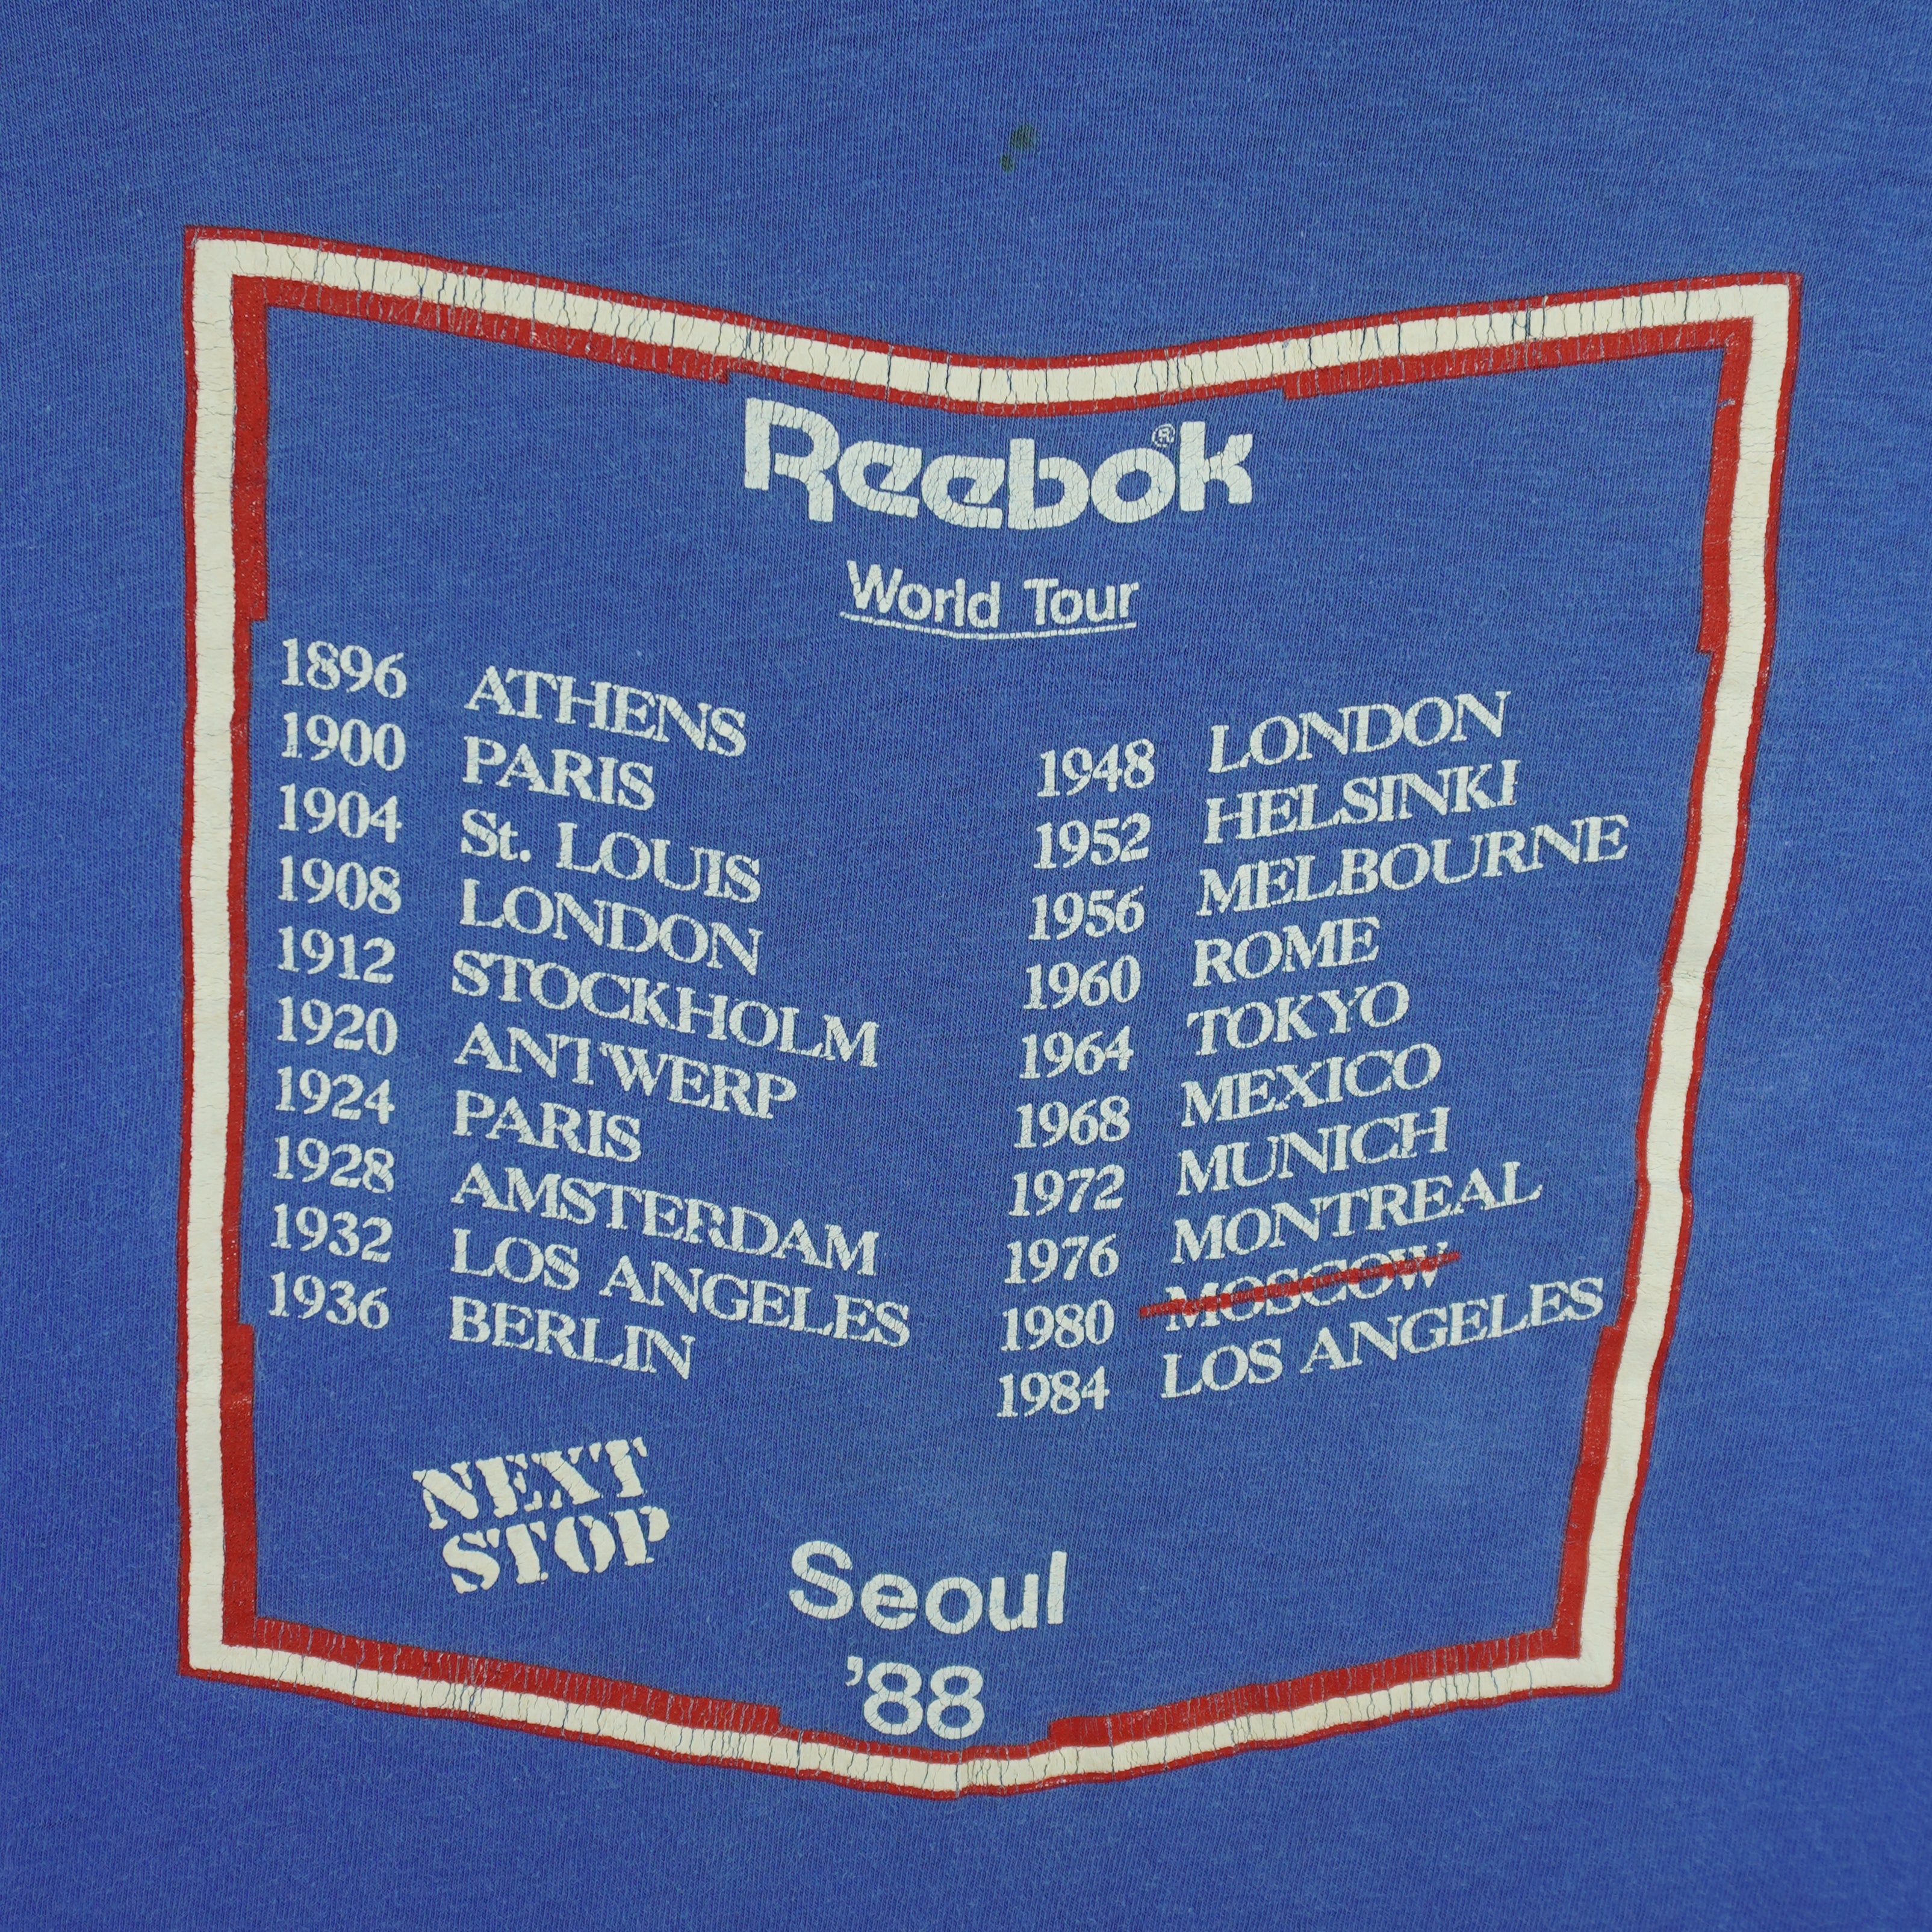 Reebok®
World Tour
1896 ATHENS
1900 PARIS
1904 St. LOUIS
1908 LONDON
1912 STOCKHOLM
1920 ANTWERP
1924 PARIS
1928 AMSTERDAM
1932 LOS ANGELES
1936 BERLIN
1948 LONDON
1952 HELSINKI
1956 MELBOURNE
1960 ROME
1964 TOKYO
1968 MEXICO
1972 MUNICH
1976 MONTREAL
1980 MOSCOW
1984 LOS ANGELES
NEXT
STOP
Seoul
'88